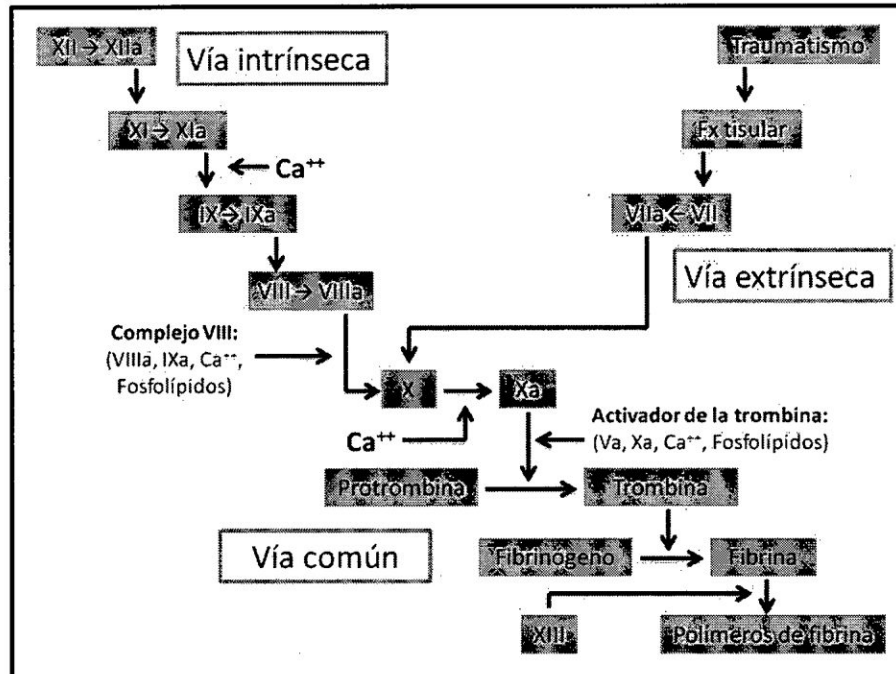 XII → XIIa
Vía intrínseca
Traumatismo
XI → XIa
Fx tisular
Ca⁺⁺
IX → IXa
VIIa ← VII
Vía extrínseca
VIII → VIIIa
Complejo VIII:
(VIIIa, IXa, Ca⁺⁺,
Fosfolípidos)
X
Xa
Ca⁺⁺
Activador de la trombina:
(Va, Xa, Ca⁺⁺, Fosfolípidos)
Protrombina
Trombina
Vía común
Fibrinógeno
Fibrina
XIII
Polímeros de fibrina